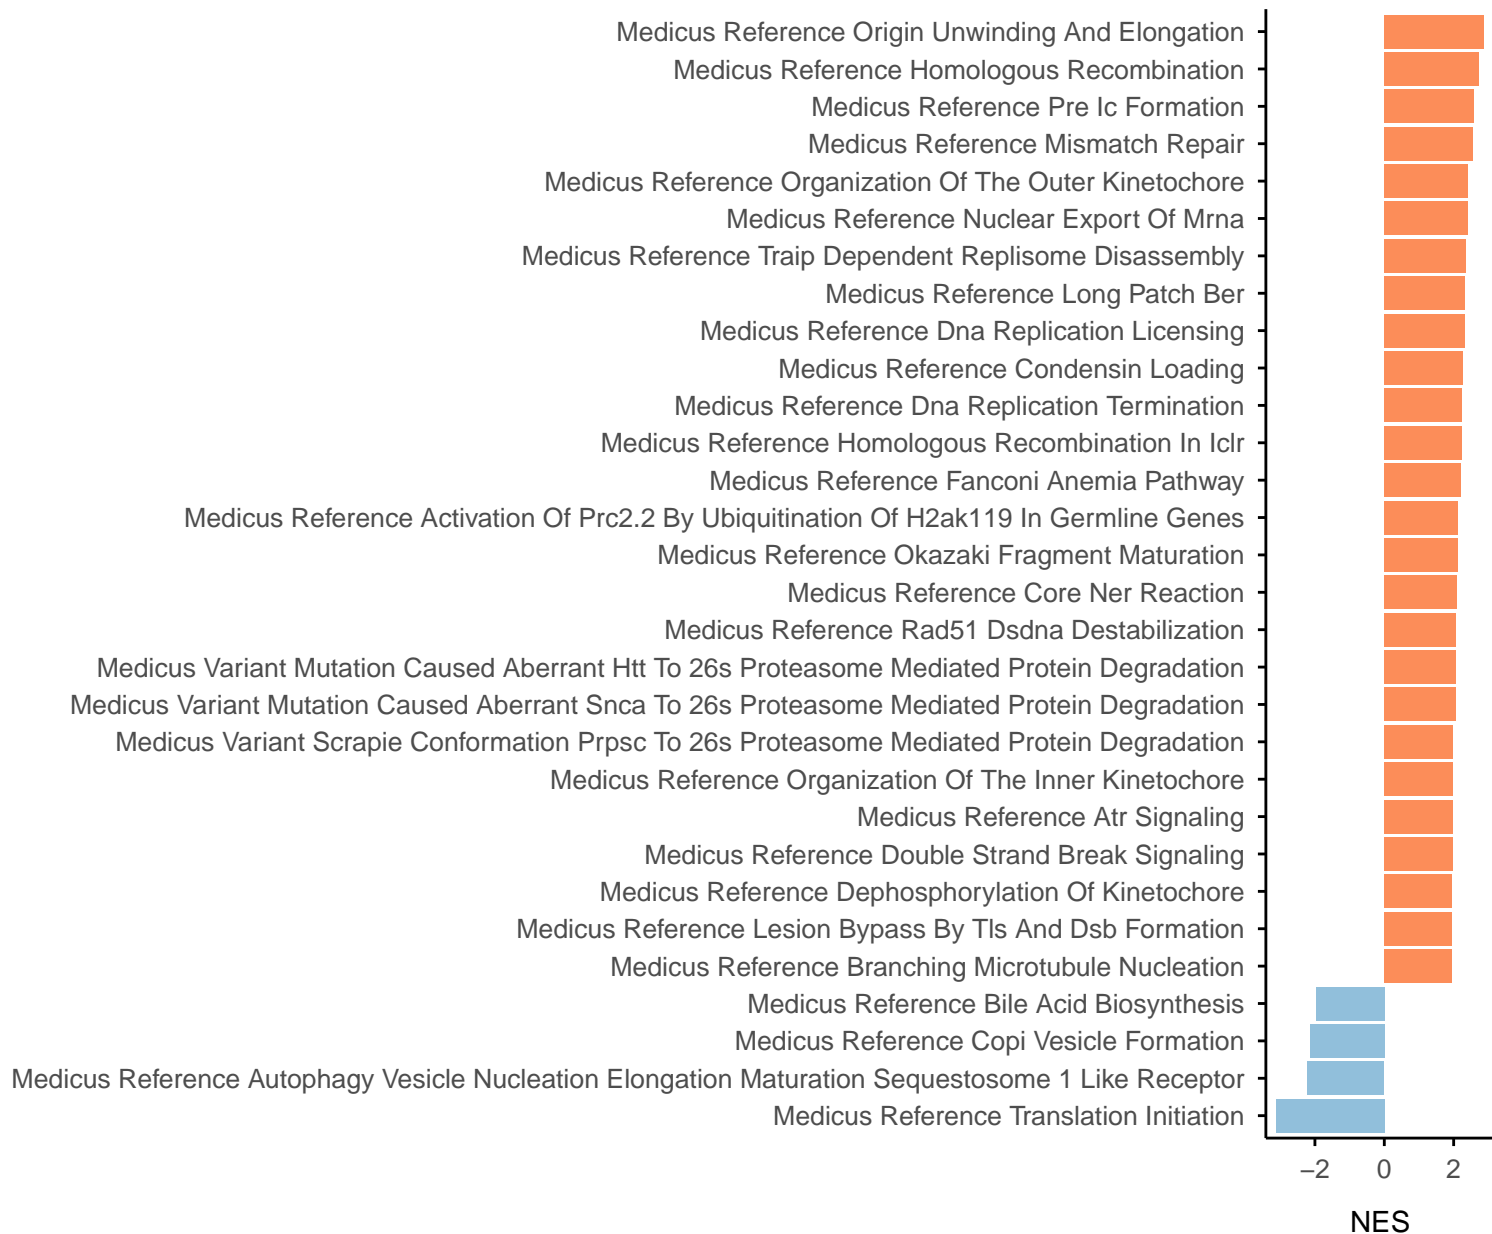 Medicus Reference Origin Unwinding And Elongation
Medicus Reference Homologous Recombination
Medicus Reference Pre Ic Formation
Medicus Reference Mismatch Repair
Medicus Reference Organization Of The Outer Kinetochore
Medicus Reference Nuclear Export Of Mrna
Medicus Reference Traip Dependent Replisome Disassembly
Medicus Reference Long Patch Ber
Medicus Reference Dna Replication Licensing
Medicus Reference Condensin Loading
Medicus Reference Dna Replication Termination
Medicus Reference Homologous Recombination In Iclr
Medicus Reference Fanconi Anemia Pathway
Medicus Reference Activation Of Prc2.2 By Ubiquitination Of H2ak119 In Germline Genes
Medicus Reference Okazaki Fragment Maturation
Medicus Reference Core Ner Reaction
Medicus Reference Rad51 Dsdna Destabilization
Medicus Variant Mutation Caused Aberrant Htt To 26s Proteasome Mediated Protein Degradation
Medicus Variant Mutation Caused Aberrant Snca To 26s Proteasome Mediated Protein Degradation
Medicus Variant Scrapie Conformation Prpsc To 26s Proteasome Mediated Protein Degradation
Medicus Reference Organization Of The Inner Kinetochore
Medicus Reference Atr Signaling
Medicus Reference Double Strand Break Signaling
Medicus Reference Dephosphorylation Of Kinetochore
Medicus Reference Lesion Bypass By Tls And Dsb Formation
Medicus Reference Branching Microtubule Nucleation
Medicus Reference Bile Acid Biosynthesis
Medicus Reference Copi Vesicle Formation
Medicus Reference Autophagy Vesicle Nucleation Elongation Maturation Sequestosome 1 Like Receptor
Medicus Reference Translation Initiation
−2 0 2
NES